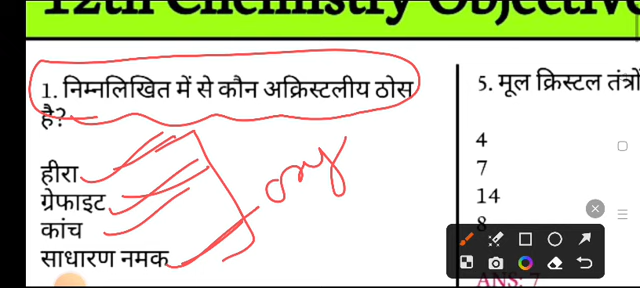 12th Chemistry Objective
1. निम्नलिखित में से कौन अक्रिस्टलीय ठोस
है?
हीरा
ग्रेफाइट
कांच
साधारण नमक
5. मूल क्रिस्टल तंत्रों
4
7
14
8
ANS: 7